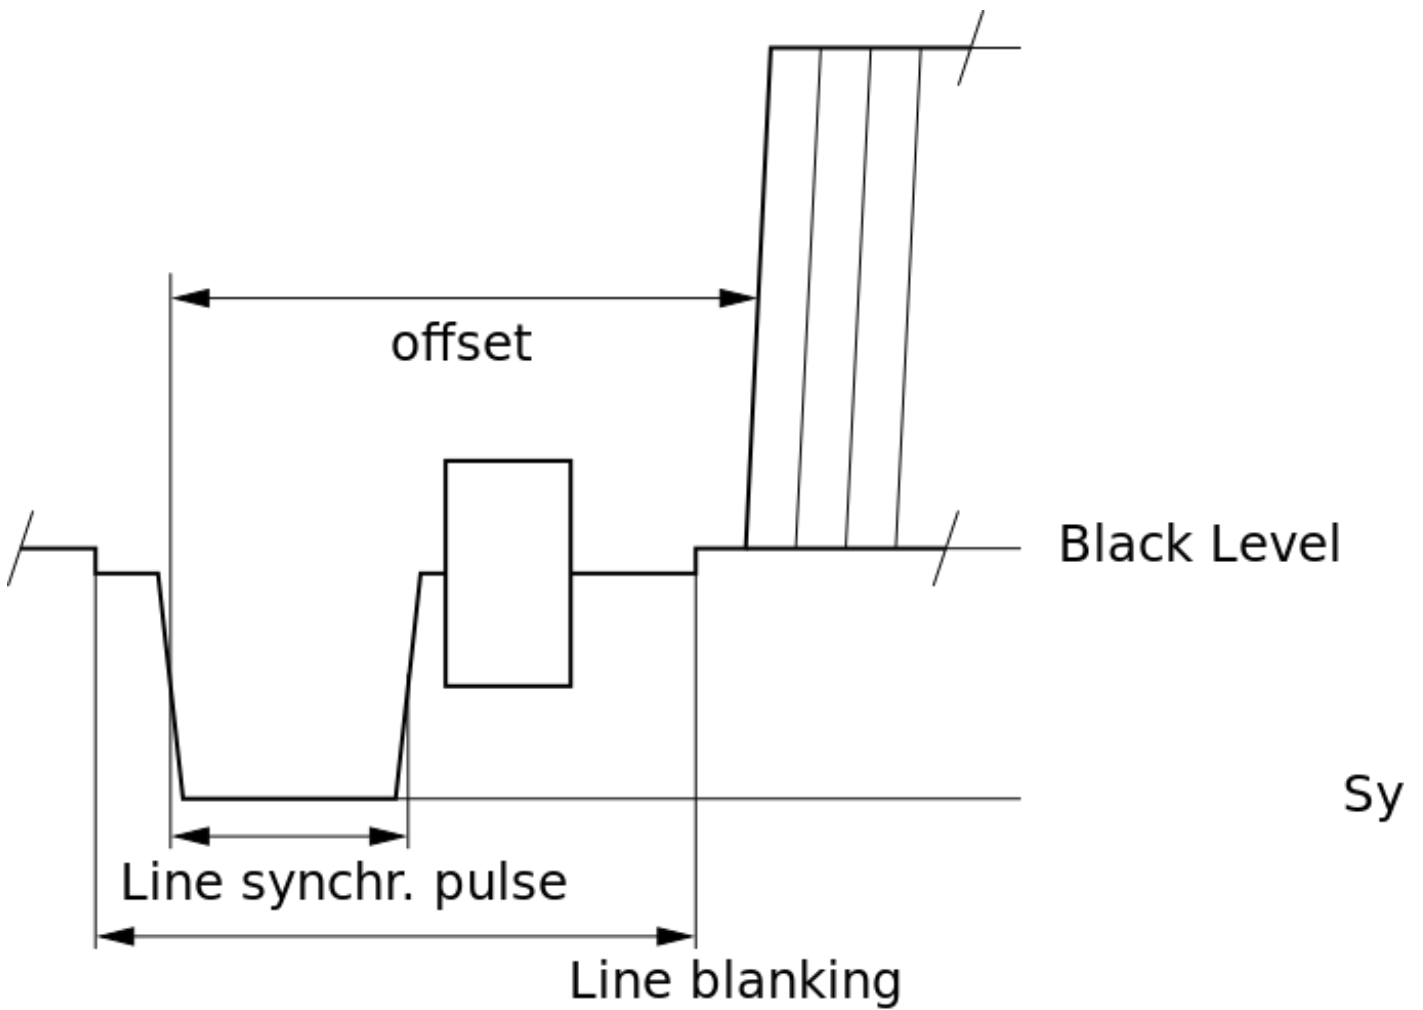 offset
Black Level
Sy
Line synchr. pulse
Line blanking